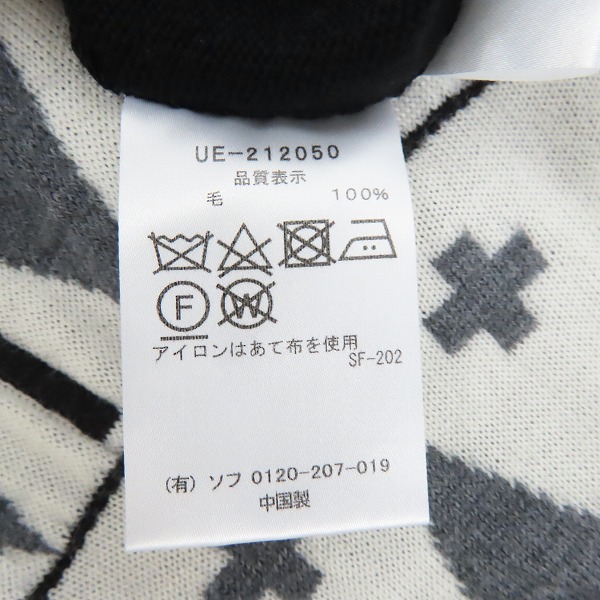 UE-212050
品質表示
毛 100%
F W
アイロンはあて布を使用
SF-202
(有) ソフ 0120-207-019
中国製